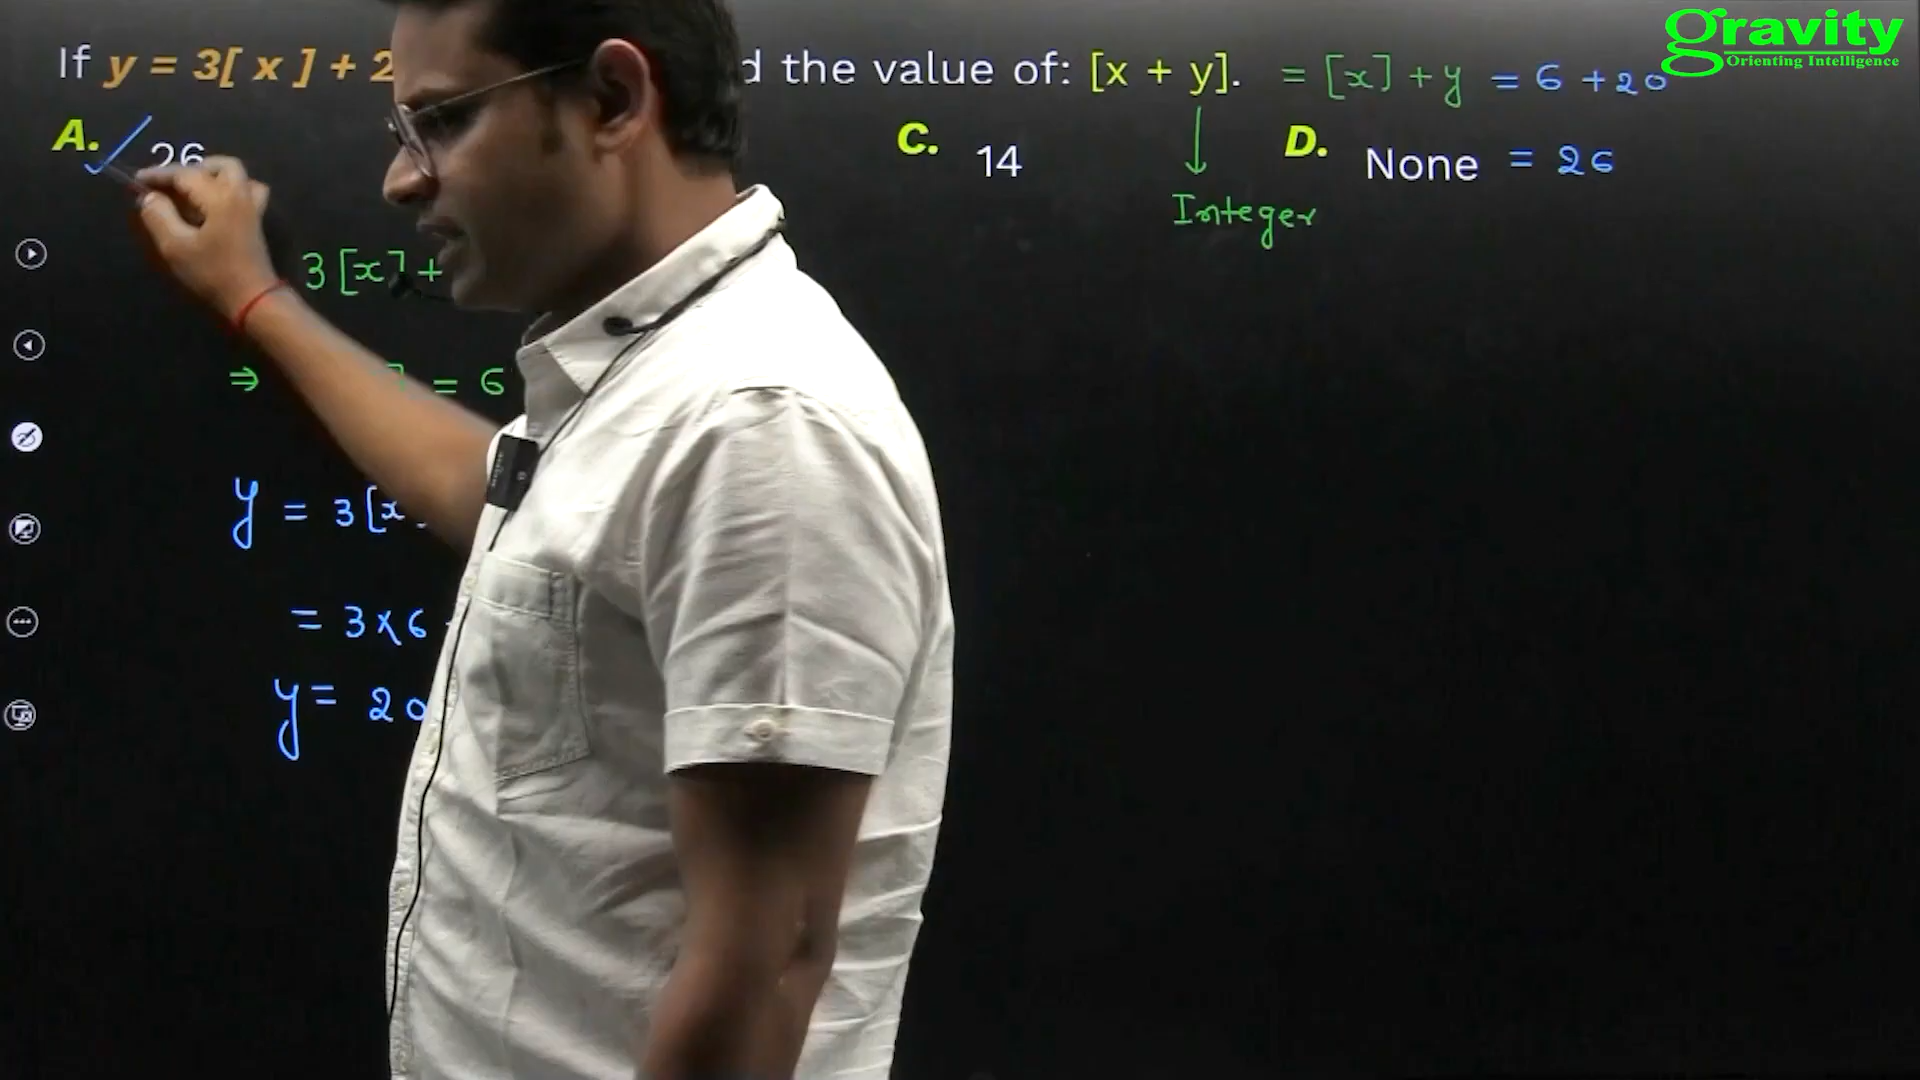 gravity
Orienting Intelligence
If y = 3[ x ] + 2 the value of: [x + y]. = [x] + y = 6 + 20
A. 26 C. 14 D. None = 26
Integer
3[x] +
⇒ = 6
y = 3[x
= 3 x 6
y = 20